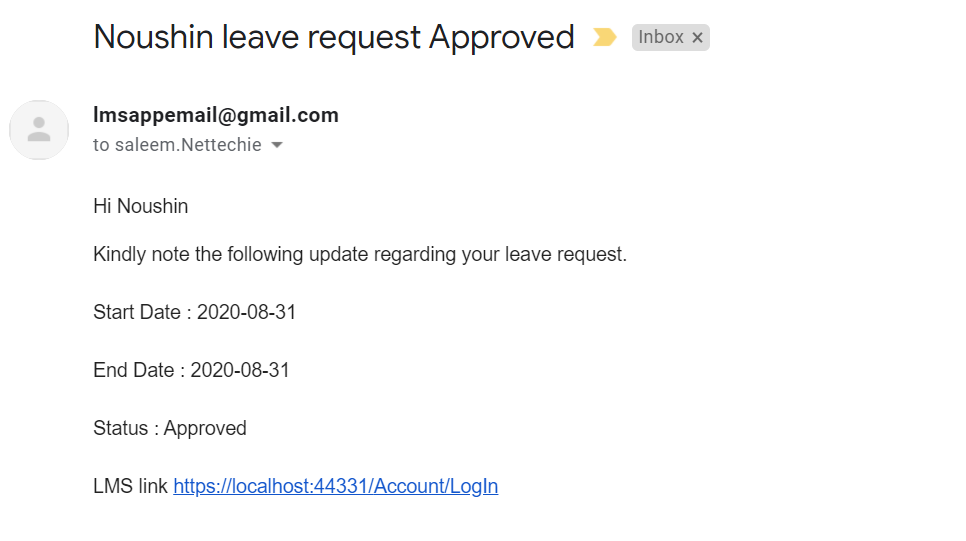 Noushin leave request Approved Inbox ×
lmsappemail@gmail.com
to saleem.Nettechie
Hi Noushin
Kindly note the following update regarding your leave request.
Start Date : 2020-08-31
End Date : 2020-08-31
Status : Approved
LMS link https://localhost:44331/Account/LogIn